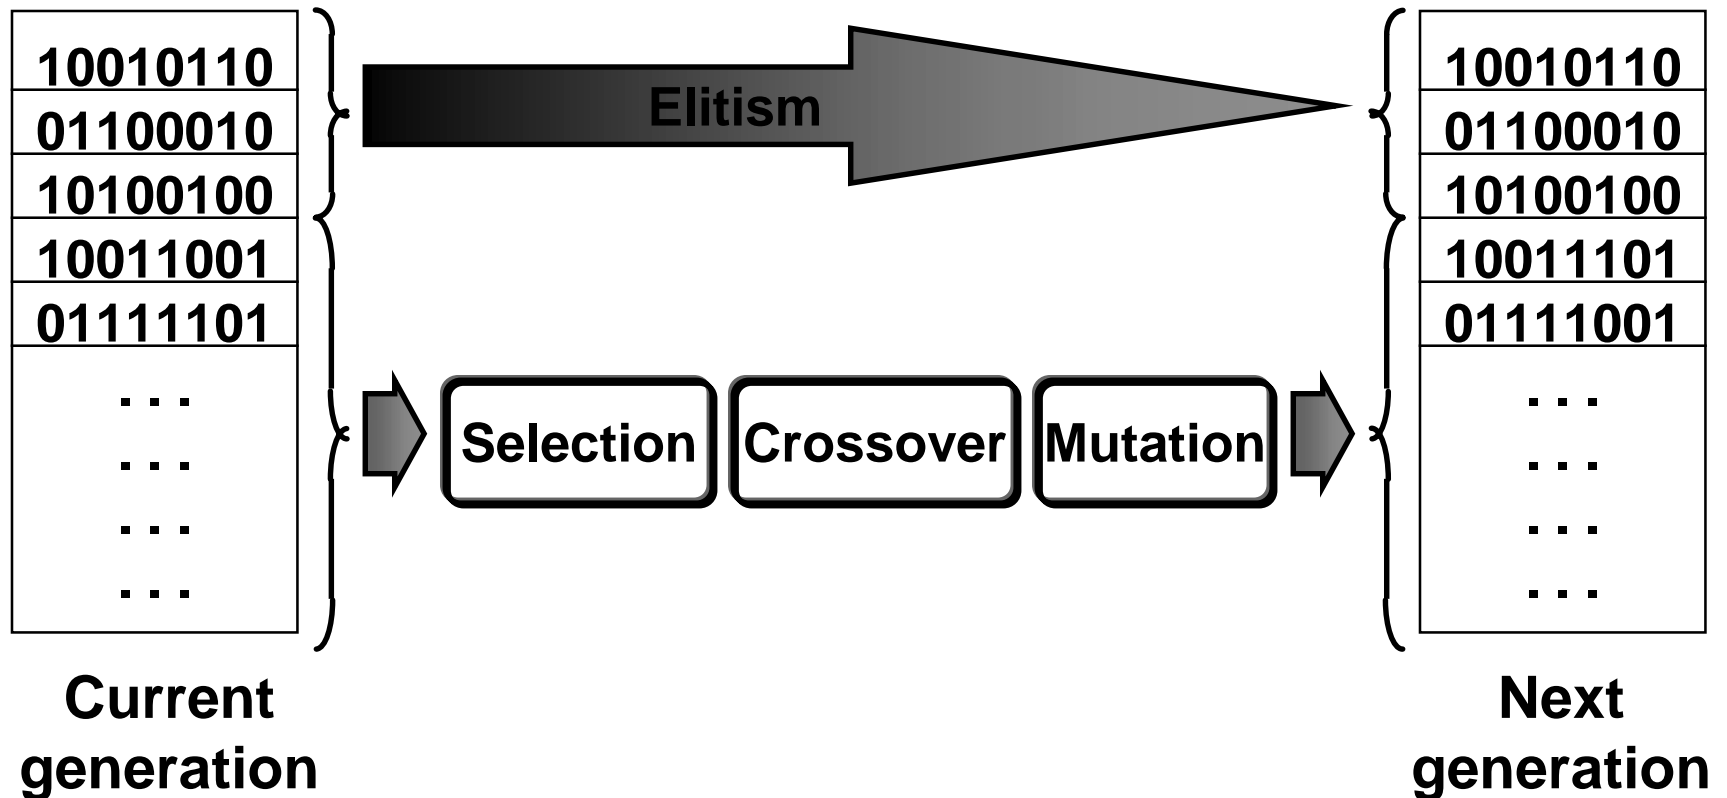 10010110
01100010
10100100
10011001
01111101
. . .
. . .
. . .
. . .
Current
generation
Elitism
Selection
Crossover
Mutation
10010110
01100010
10100100
10011101
01111001
. . .
. . .
. . .
. . .
Next
generation